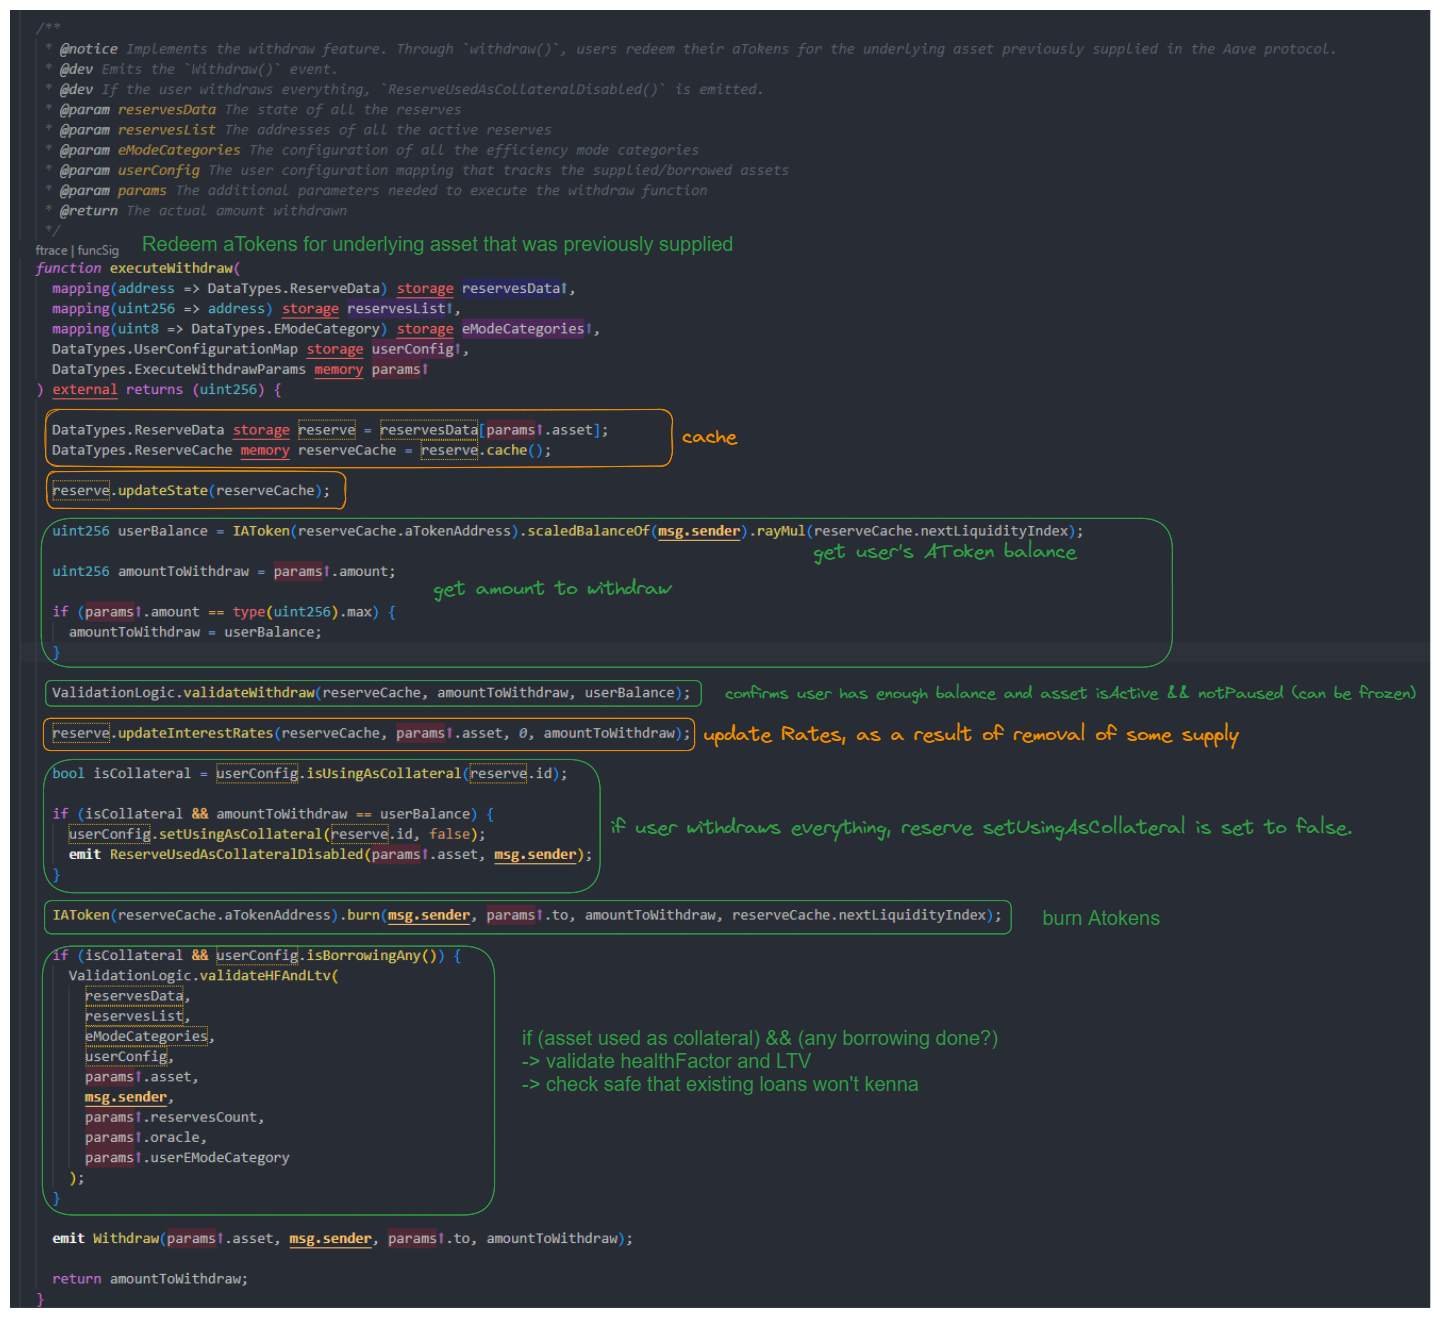 /**
* @notice Implements the withdraw feature. Through `withdraw()`, users redeem their aTokens for the underlying asset previously supplied in the Aave protocol.
* @dev Emits the `Withdraw()` event.
* @dev If the user withdraws everything, `ReserveUsedAsCollateralDisabled()` is emitted.
* @param reservesData The state of all the reserves
* @param reservesList The addresses of all the active reserves
* @param eModeCategories The configuration of all the efficiency mode categories
* @param userConfig The user configuration mapping that tracks the supplied/borrowed assets
* @param params The additional parameters needed to execute the withdraw function
* @return The actual amount withdrawn
*/
ftrace | funcSig
Redeem aTokens for underlying asset that was previously supplied
function executeWithdraw(
mapping(address => DataTypes.ReserveData) storage reservesData↑,
mapping(uint256 => address) storage reservesList↑,
mapping(uint8 => DataTypes.EModeCategory) storage eModeCategories↑,
DataTypes.UserConfigurationMap storage userConfig↑,
DataTypes.ExecuteWithdrawParams memory params↑
) external returns (uint256) {
DataTypes.ReserveData storage reserve = reservesData[params↑.asset];
DataTypes.ReserveCache memory reserveCache = reserve.cache();
cache
reserve.updateState(reserveCache);
uint256 userBalance = IAToken(reserveCache.aTokenAddress).scaledBalanceOf(msg.sender).rayMul(reserveCache.nextLiquidityIndex);
get user's AToken balance
uint256 amountToWithdraw = params↑.amount;
get amount to withdraw
if (params↑.amount == type(uint256).max) {
amountToWithdraw = userBalance;
}
ValidationLogic.validateWithdraw(reserveCache, amountToWithdraw, userBalance);
confirms user has enough balance and asset isActive && notPaused (can be frozen)
reserve.updateInterestRates(reserveCache, params↑.asset, 0, amountToWithdraw);
update Rates, as a result of removal of some supply
bool isCollateral = userConfig.isUsingAsCollateral(reserve.id);
if (isCollateral && amountToWithdraw == userBalance) {
userConfig.setUsingAsCollateral(reserve.id, false);
emit ReserveUsedAsCollateralDisabled(params↑.asset, msg.sender);
}
if user withdraws everything, reserve setUsingAsCollateral is set to false.
IAToken(reserveCache.aTokenAddress).burn(msg.sender, params↑.to, amountToWithdraw, reserveCache.nextLiquidityIndex);
burn Atokens
if (isCollateral && userConfig.isBorrowingAny()) {
ValidationLogic.validateHFAndLtv(
reservesData,
reservesList,
eModeCategories,
userConfig,
params↑.asset,
msg.sender,
params↑.reservesCount,
params↑.oracle,
params↑.userEModeCategory
);
}
if (asset used as collateral) && (any borrowing done?)
-> validate healthFactor and LTV
-> check safe that existing loans won't kenna
emit Withdraw(params↑.asset, msg.sender, params↑.to, amountToWithdraw);
return amountToWithdraw;
}